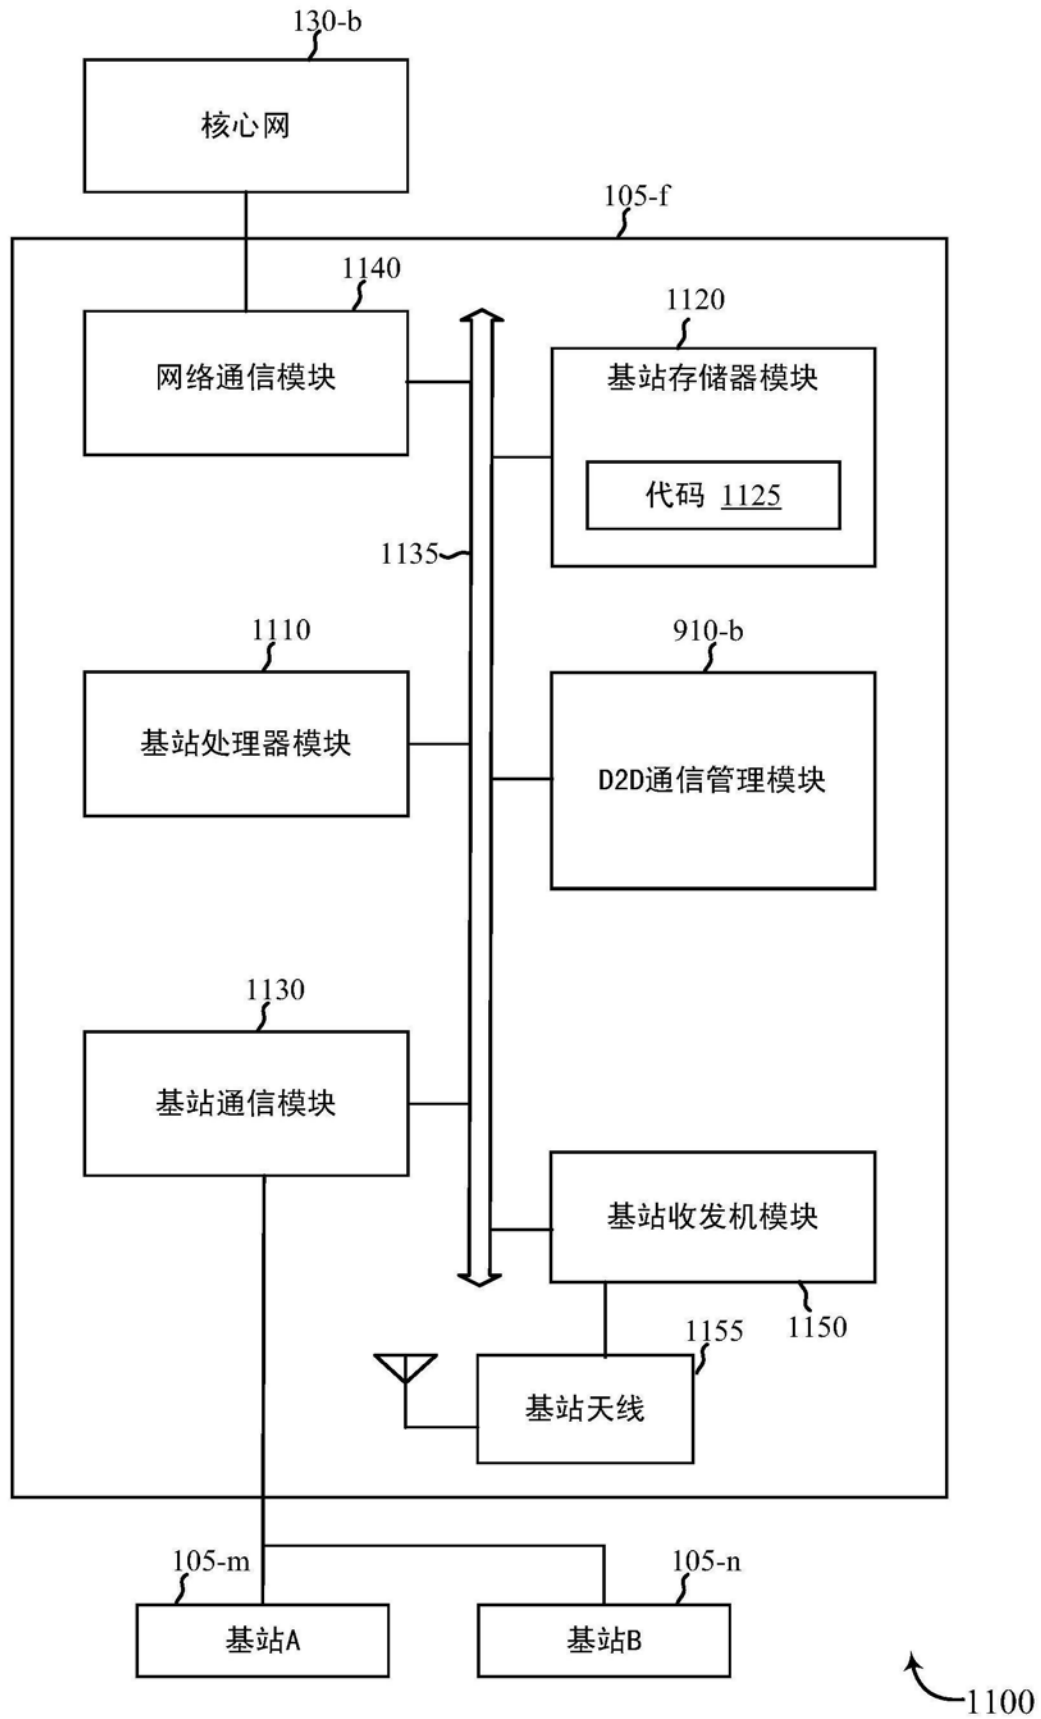 130-b
核心网
105-f
1140
网络通信模块
1120
基站存储器模块
代码 1125
1135
1110
基站处理器模块
910-b
D2D通信管理模块
1130
基站通信模块
基站收发机模块
1150
1155
基站天线
105-m
基站A
105-n
基站B
1100